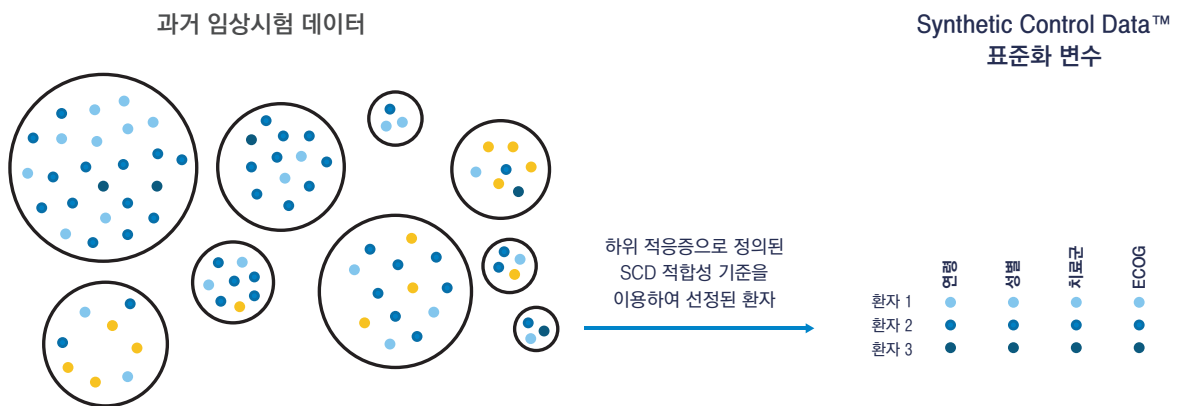 과거 임상시험 데이터
Synthetic Control Data™
표준화 변수
하위 적응증으로 정의된
SCD 적합성 기준을
이용하여 선정된 환자
연령
성별
치료군
ECOG
환자 1
환자 2
환자 3